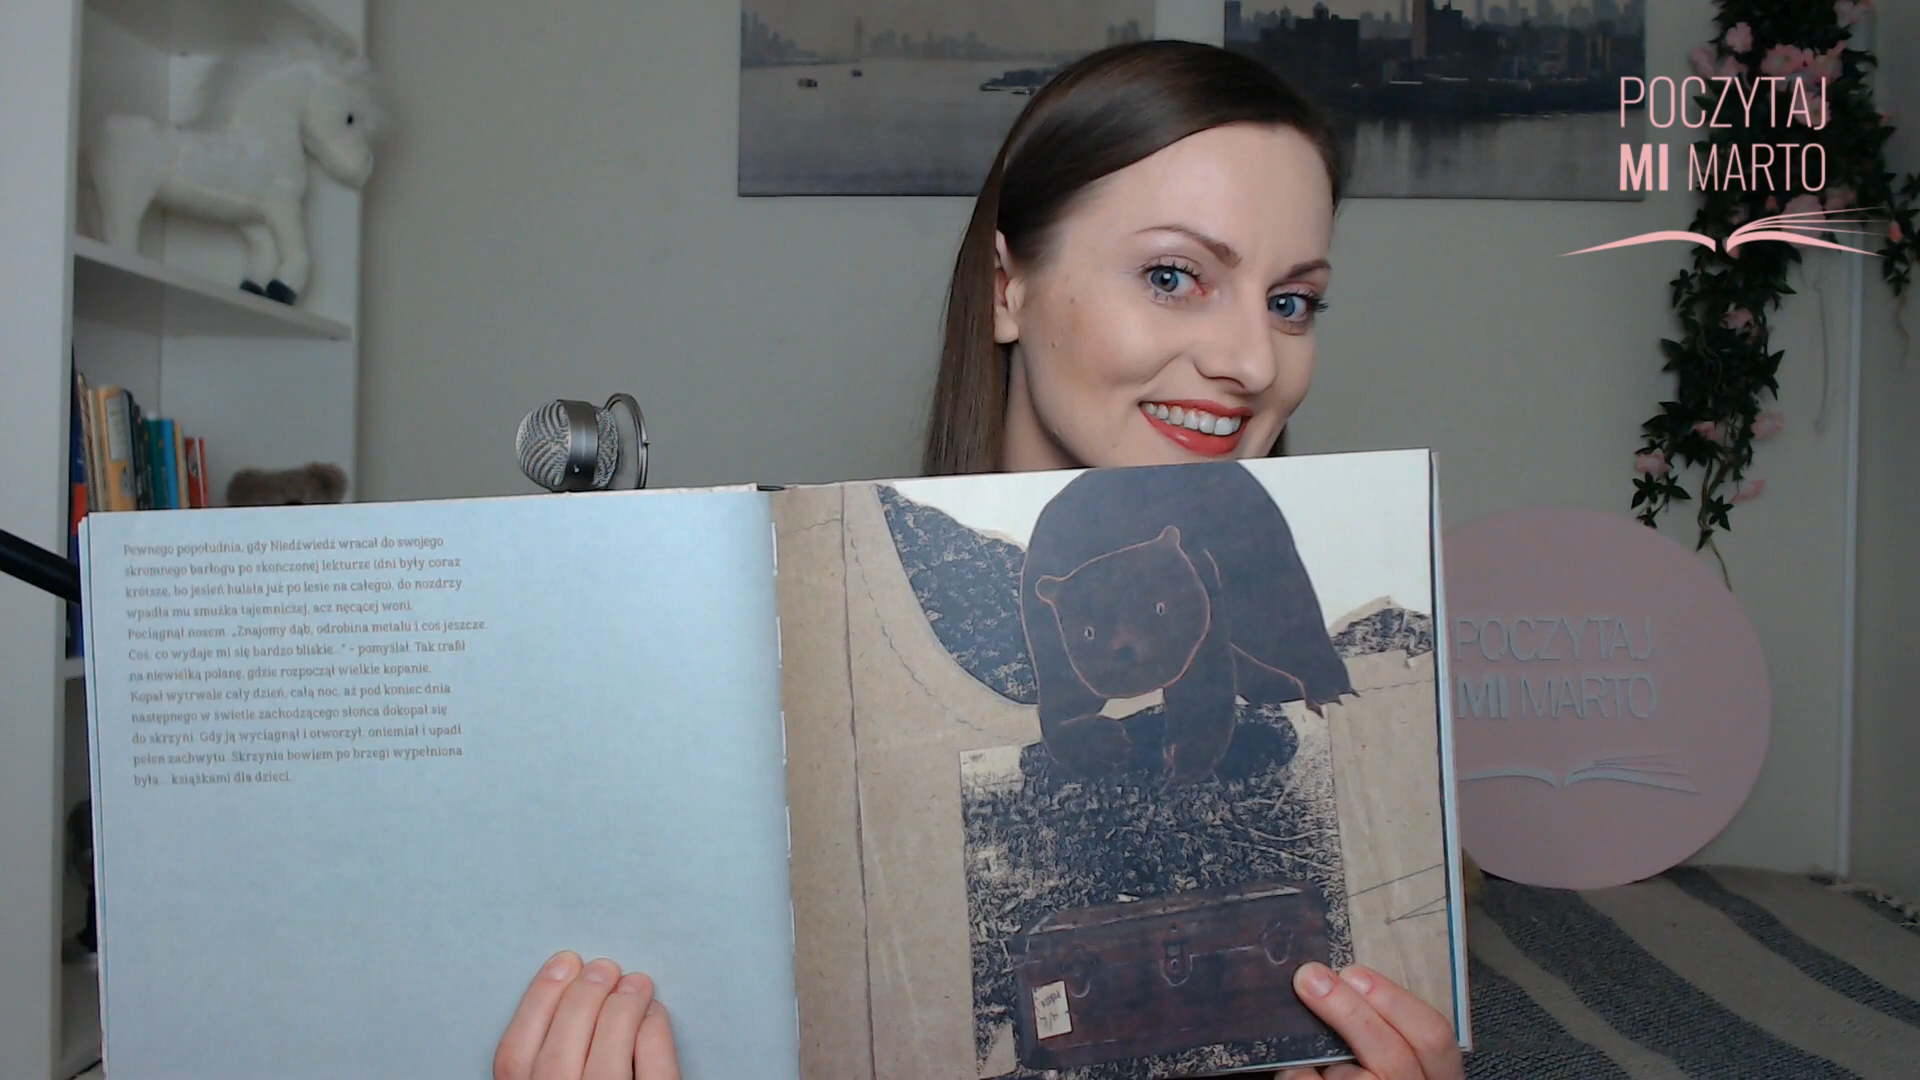 POCZYTAJ
MI MARTO
Pewnego popołudnia, gdy Niedźwiedź wracał do swojego
skromnego barłogu po skończonej lekturze (dni były coraz
krótsze, bo jesień hulała już po lesie na całego), do nozdrzy
wpadła mu smużka tajemniczej, acz nęcącej woni.
Pociągnął nosem. „Znajomy dąb, odrobina metalu i coś jeszcze.
Coś, co wydaje mi się bardzo bliskie...” – pomyślał. Tak trafił
na niewielką polanę, gdzie rozpoczął wielkie kopanie.
Kopał wytrwale cały dzień, całą noc, aż pod koniec dnia
następnego w świetle zachodzącego słońca dokopał się
do skrzyni. Gdy ją wyciągnął i otworzył, oniemiał i upadł
pełen zachwytu. Skrzynia bowiem po brzegi wypełniona
była... książkami dla dzieci.
POCZYTAJ
MI MARTO